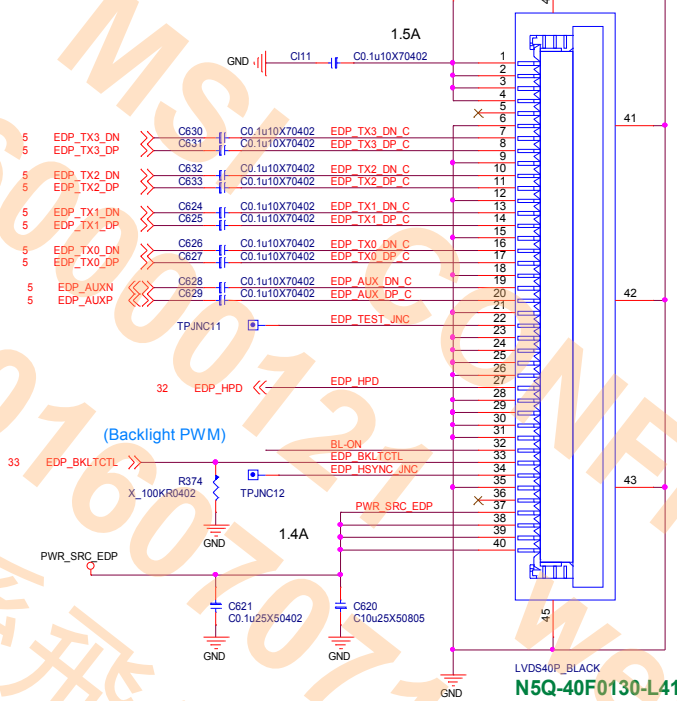 1.5A
GND CI11 C0.1u10X70402 1
2
3
4
5
6
41
5 EDP_TX3_DN C630 C0.1u10X70402 EDP_TX3_DN_C 7
5 EDP_TX3_DP C631 C0.1u10X70402 EDP_TX3_DP_C 8
9
5 EDP_TX2_DN C632 C0.1u10X70402 EDP_TX2_DN_C 10
5 EDP_TX2_DP C633 C0.1u10X70402 EDP_TX2_DP_C 11
12
5 EDP_TX1_DN C624 C0.1u10X70402 EDP_TX1_DN_C 13
5 EDP_TX1_DP C625 C0.1u10X70402 EDP_TX1_DP_C 14
15
5 EDP_TX0_DN C626 C0.1u10X70402 EDP_TX0_DN_C 16
5 EDP_TX0_DP C627 C0.1u10X70402 EDP_TX0_DP_C 17
18
5 EDP_AUXN C628 C0.1u10X70402 EDP_AUX_DN_C 19
5 EDP_AUXP C629 C0.1u10X70402 EDP_AUX_DP_C 20
42
21
TPJNC11 EDP_TEST_JNC 22
23
24
25
26
32 EDP_HPD EDP_HPD 27
28
29
30
31
(Backlight PWM)
BL-ON 32
33 EDP_BKLTCTL EDP_BKLTCTL 33
EDP_HSYNC_JNC 34
R374
X_100KR0402
TPJNC12
35
43
36
PWR_SRC_EDP 37
38
39
40
GND
1.4A
PWR_SRC_EDP
C621
C0.1u25X50402
C620
C10u25X50805
45
GND
GND
GND
LVDS40P_BLACK
N5Q-40F0130-L41
MSI CONF